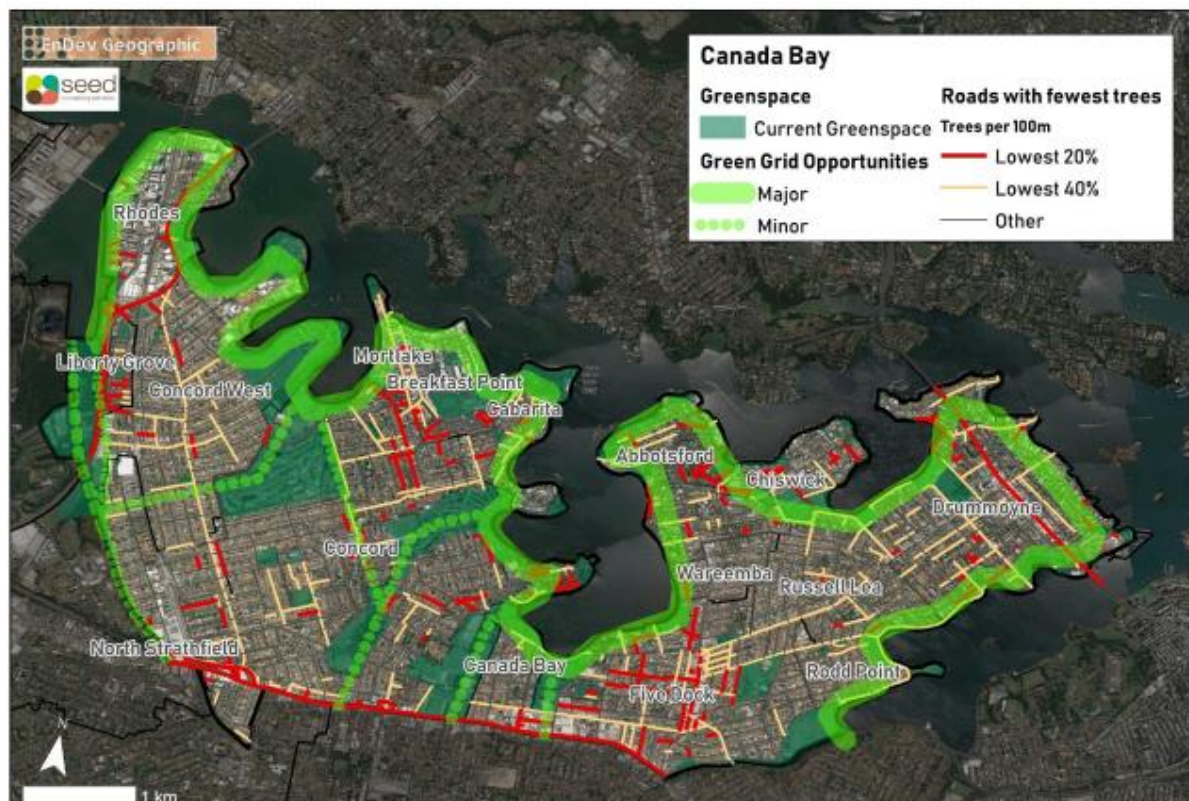 EnDev Geographic
seed
Canada Bay
Greenspace
Current Greenspace
Green Grid Opportunities
Major
Minor
Roads with fewest trees
Trees per 100m
Lowest 20%
Lowest 40%
Other
Rhodes
Liberty Grove
Concord West
Mortlake
Breakfast Point
Cabarita
Abbotsford
Chiswick
Drummoyne
Concord
Wareemba
Russell Lea
North Strathfield
Canada Bay
Five Dock
Rodd Point
N
1 km